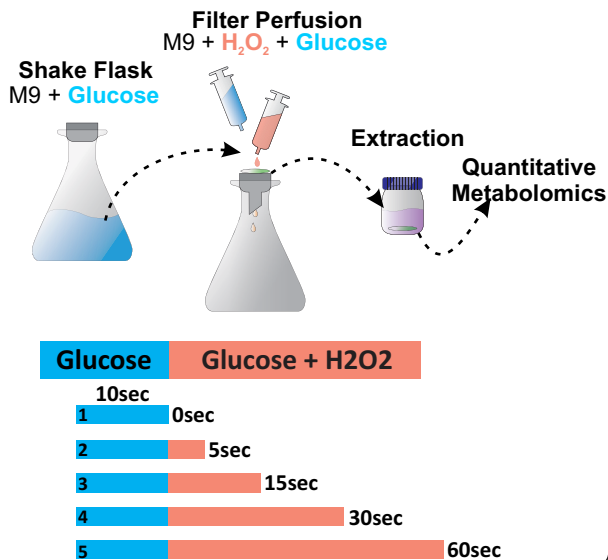 Filter Perfusion
M9 + H₂O₂ + Glucose
Shake Flask
M9 + Glucose
Extraction
Quantitative
Metabolomics
Glucose
Glucose + H2O2
10sec
1
0sec
2
5sec
3
15sec
4
30sec
5
60sec